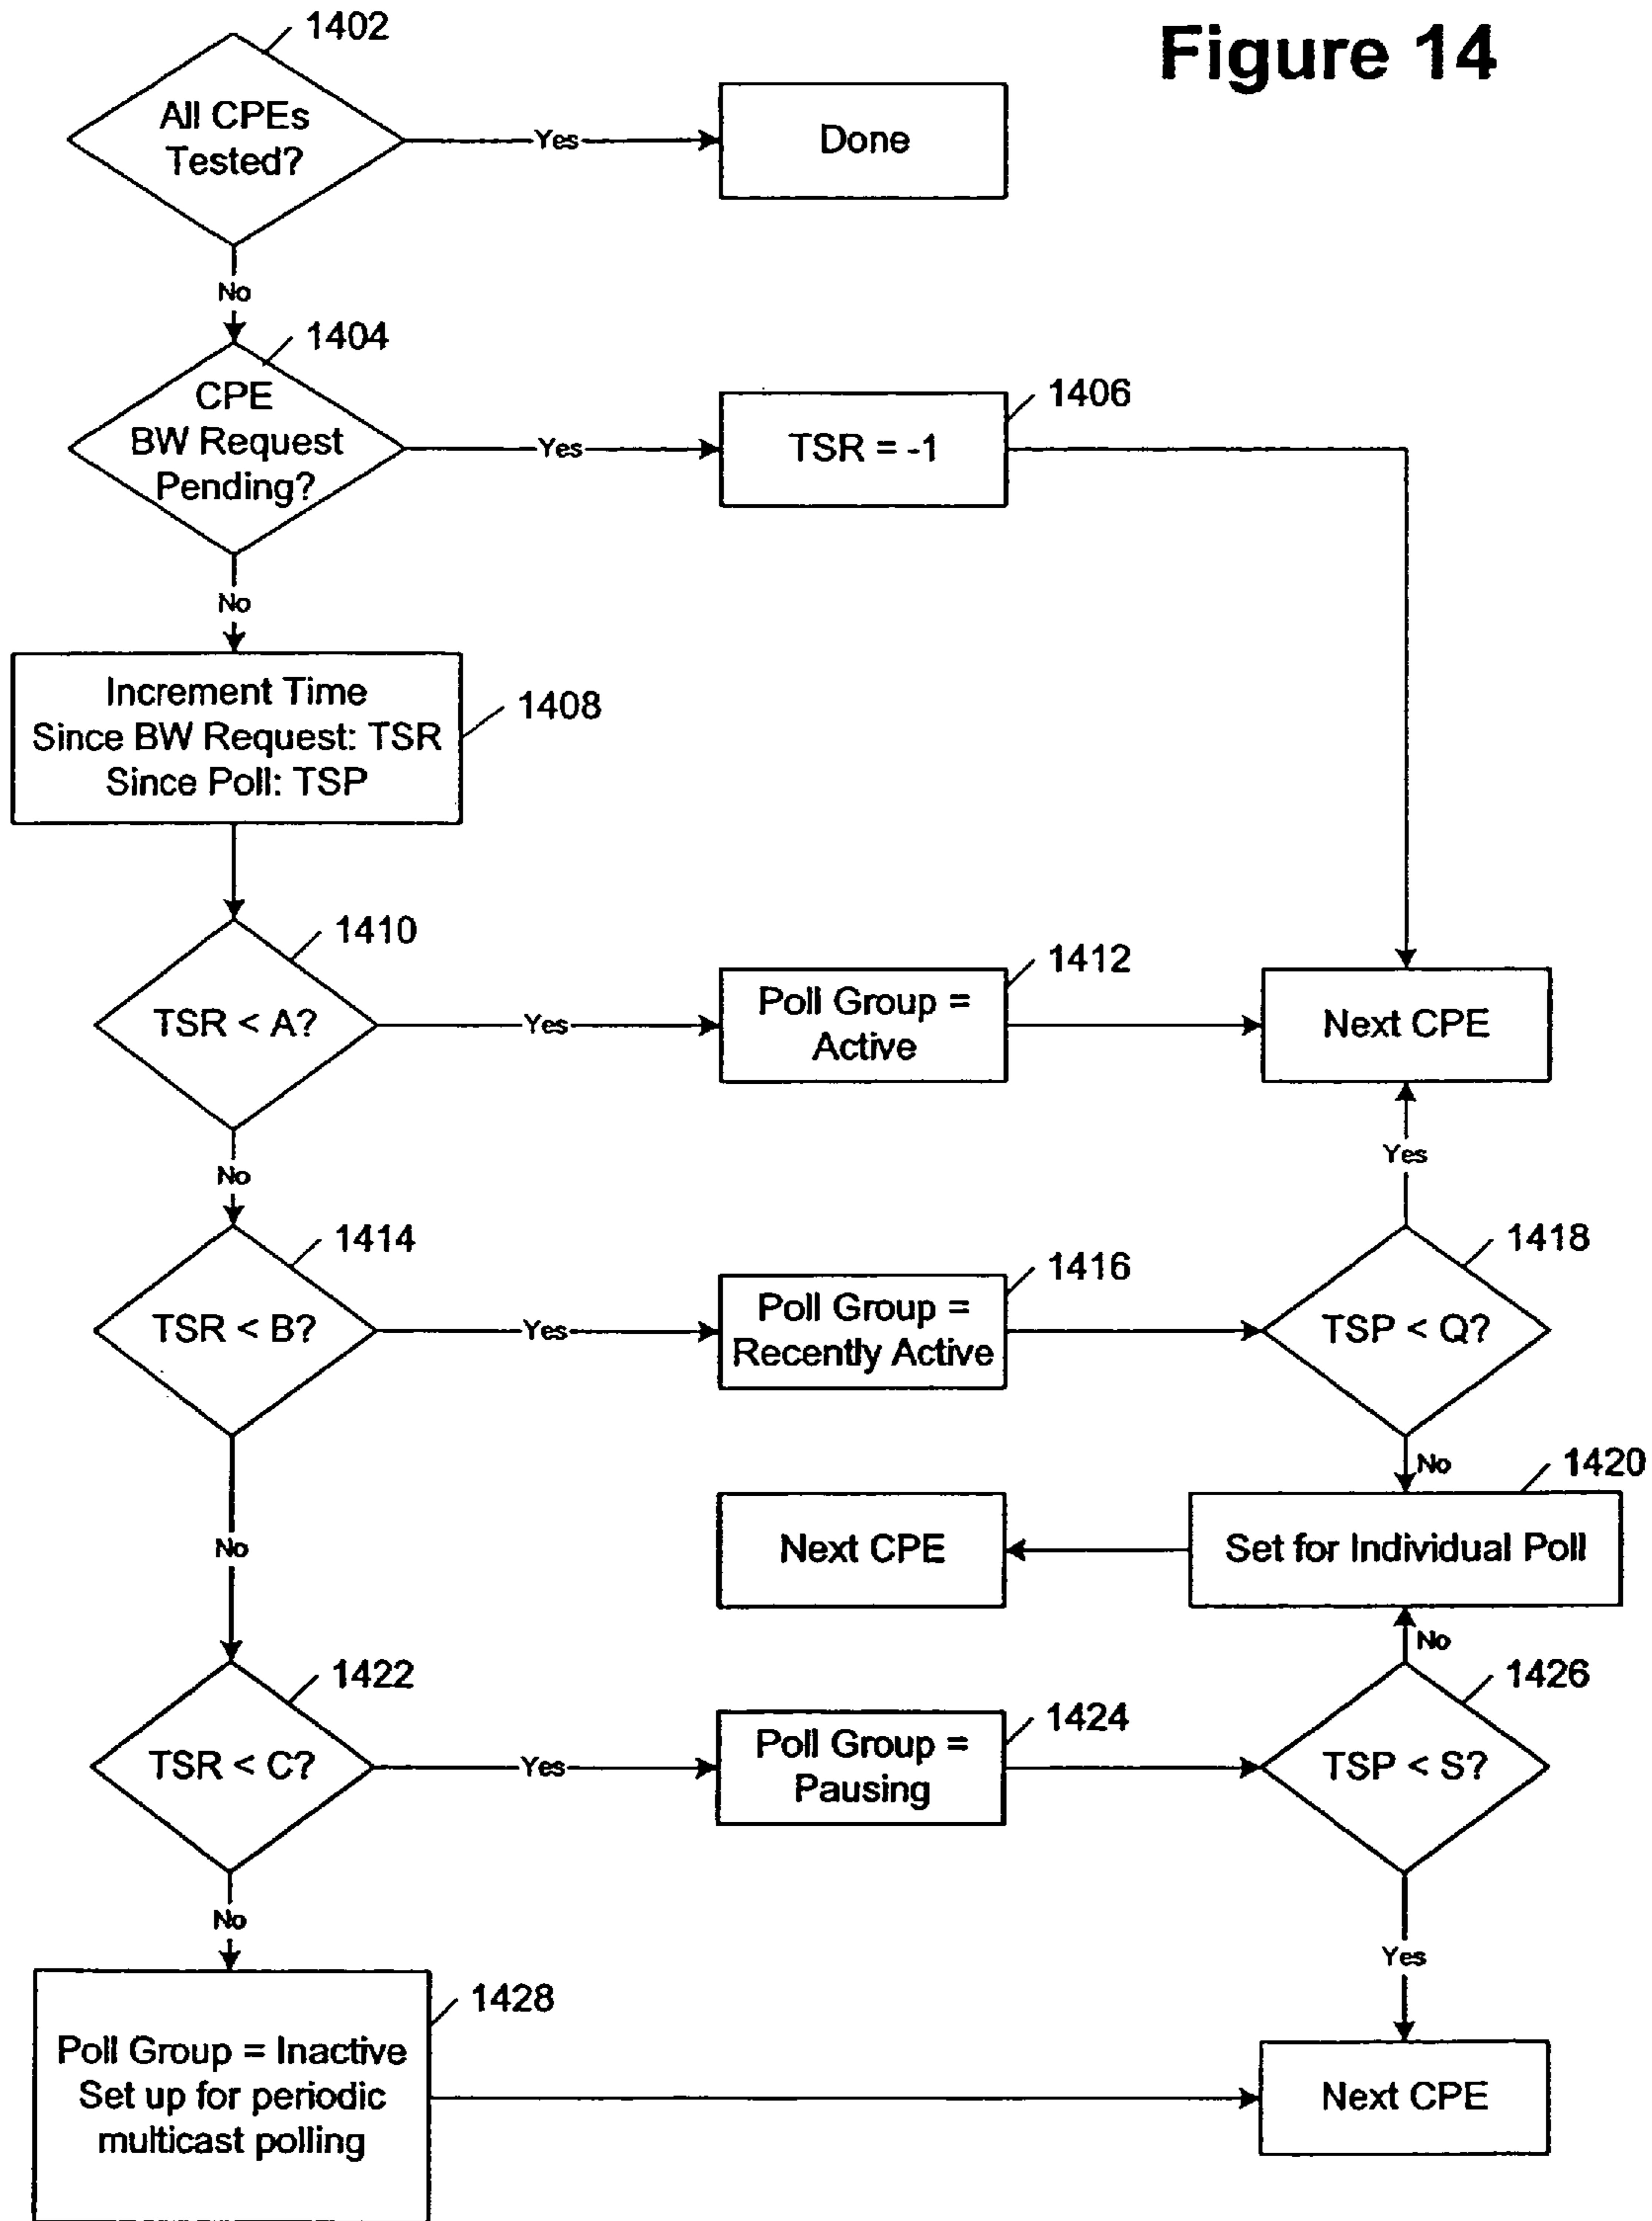 Figure 14
1402
All CPEs
Tested?
Yes
Done
No
1404
CPE
BW Request
Pending?
Yes
1406
TSR = -1
No
Increment Time
Since BW Request: TSR
Since Poll: TSP
1408
1410
TSR < A?
Yes
1412
Poll Group =
Active
Next CPE
No
Yes
1414
TSR < B?
Yes
1416
Poll Group =
Recently Active
1418
TSP < Q?
No
No
1420
Set for Individual Poll
Next CPE
No
1422
TSR < C?
Yes
1424
Poll Group =
Pausing
1426
TSP < S?
No
Yes
1428
Poll Group = Inactive
Set up for periodic
multicast polling
Next CPE